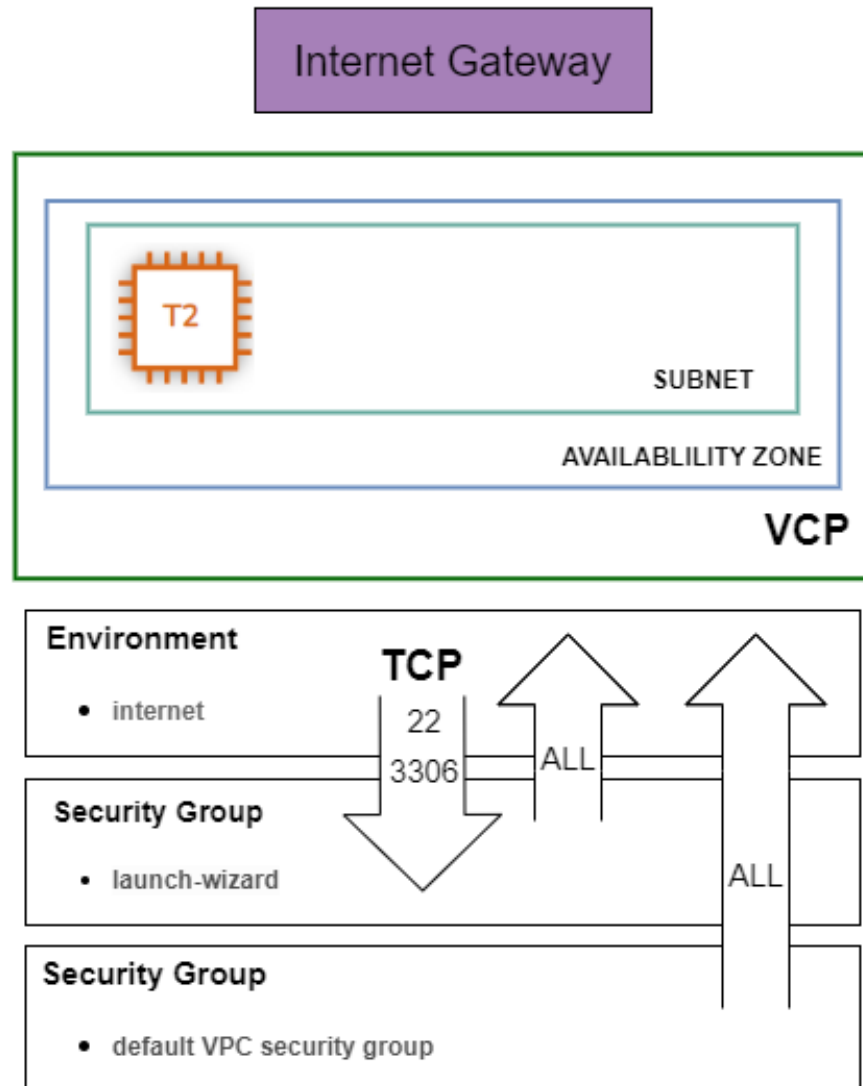 Internet Gateway
T2
SUBNET
AVAILABLILITY ZONE
VCP
Environment
internet
TCP
22
3306
ALL
Security Group
launch-wizard
ALL
Security Group
default VPC security group